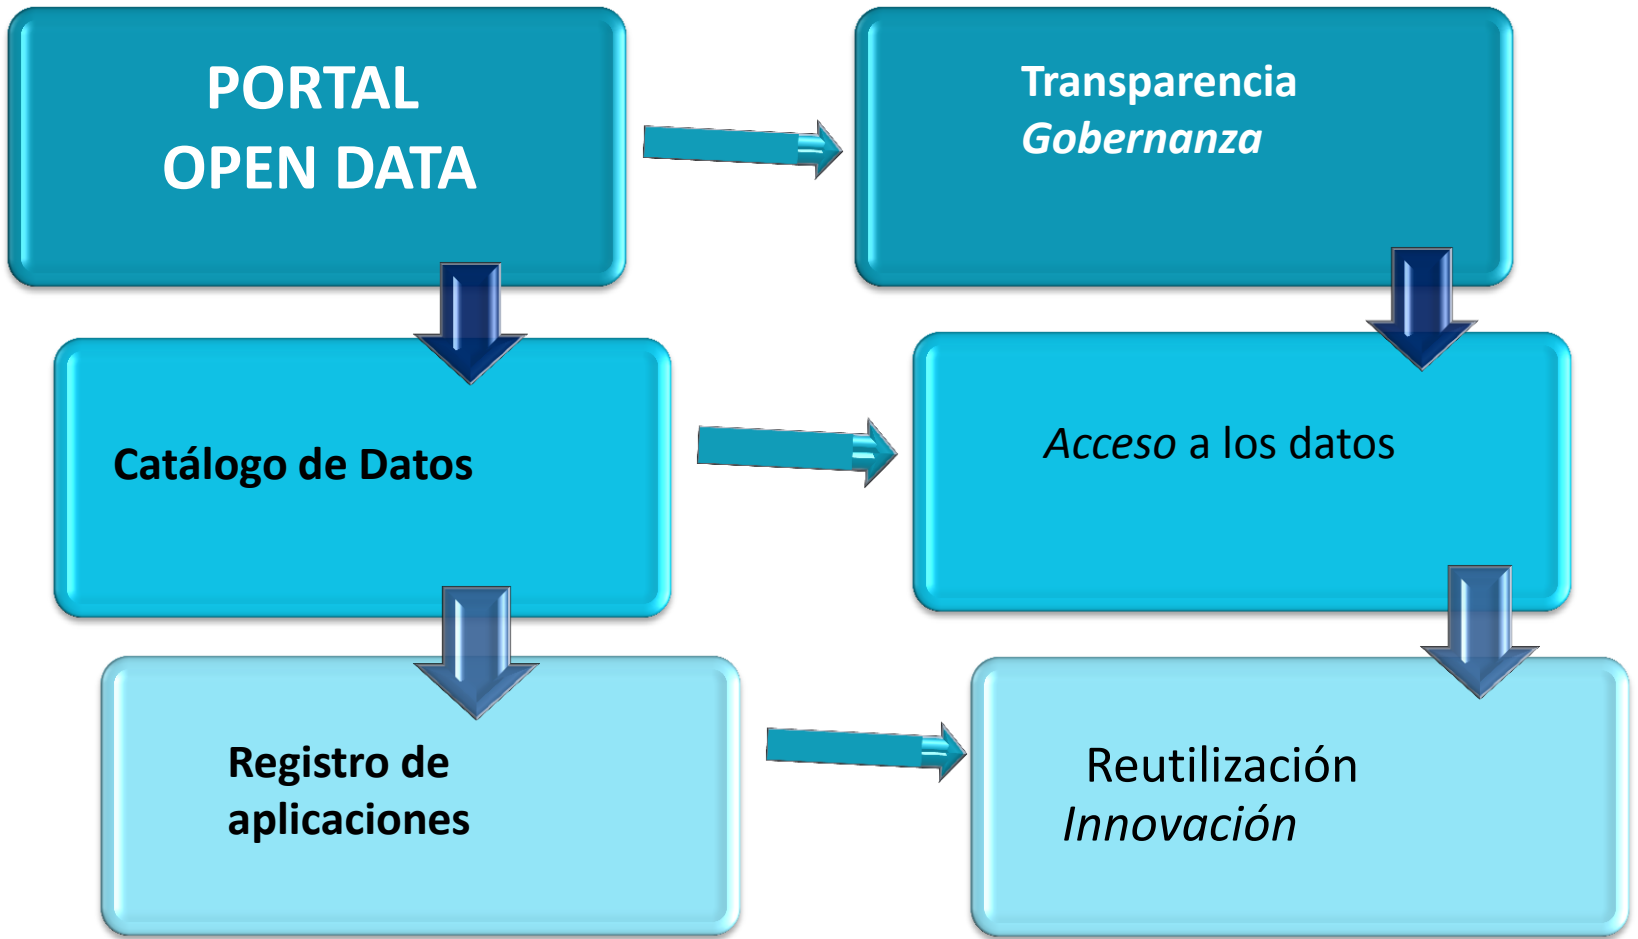 PORTAL
OPEN DATA
Transparencia
Gobernanza
Catálogo de Datos
Acceso a los datos
Registro de
aplicaciones
Reutilización
Innovación